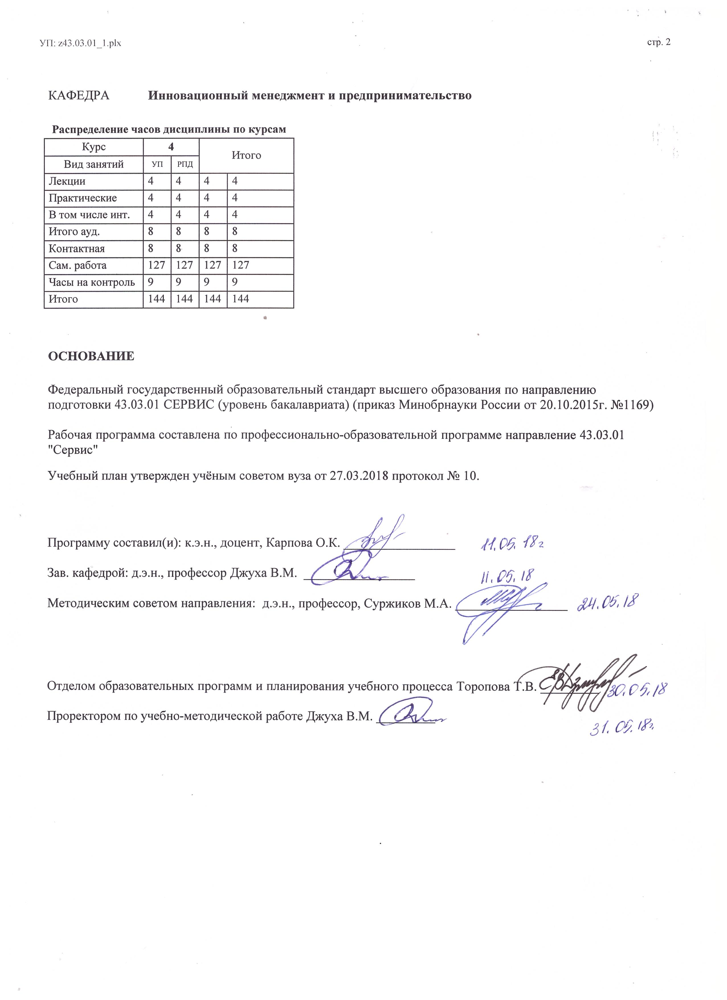 УП: z43.03.01_1.plx
стр. 2
КАФЕДРА Инновационный менеджмент и предпринимательство
Распределение часов дисциплины по курсам
Курс 4 Итого
Вид занятий УП РПД
Лекции 4 4 4 4
Практические 4 4 4 4
В том числе инт. 4 4 4 4
Итого ауд. 8 8 8 8
Контактная 8 8 8 8
Сам. работа 127 127 127 127
Часы на контроль 9 9 9 9
Итого 144 144 144 144
ОСНОВАНИЕ
Федеральный государственный образовательный стандарт высшего образования по направлению
подготовки 43.03.01 СЕРВИС (уровень бакалавриата) (приказ Минобрнауки России от 20.10.2015г. №1169)
Рабочая программа составлена по профессионально-образовательной программе направление 43.03.01
"Сервис"
Учебный план утвержден учёным советом вуза от 27.03.2018 протокол № 10.
Программу составил(и): к.э.н., доцент, Карпова О.К. 11.05.18г
Зав. кафедрой: д.э.н., профессор Джуха В.М. 11.05.18
Методическим советом направления: д.э.н., профессор, Суржиков М.А. 24.05.18
Отделом образовательных программ и планирования учебного процесса Торопова Т.В. 30.05.18
Проректором по учебно-методической работе Джуха В.М.
31.05.18г.